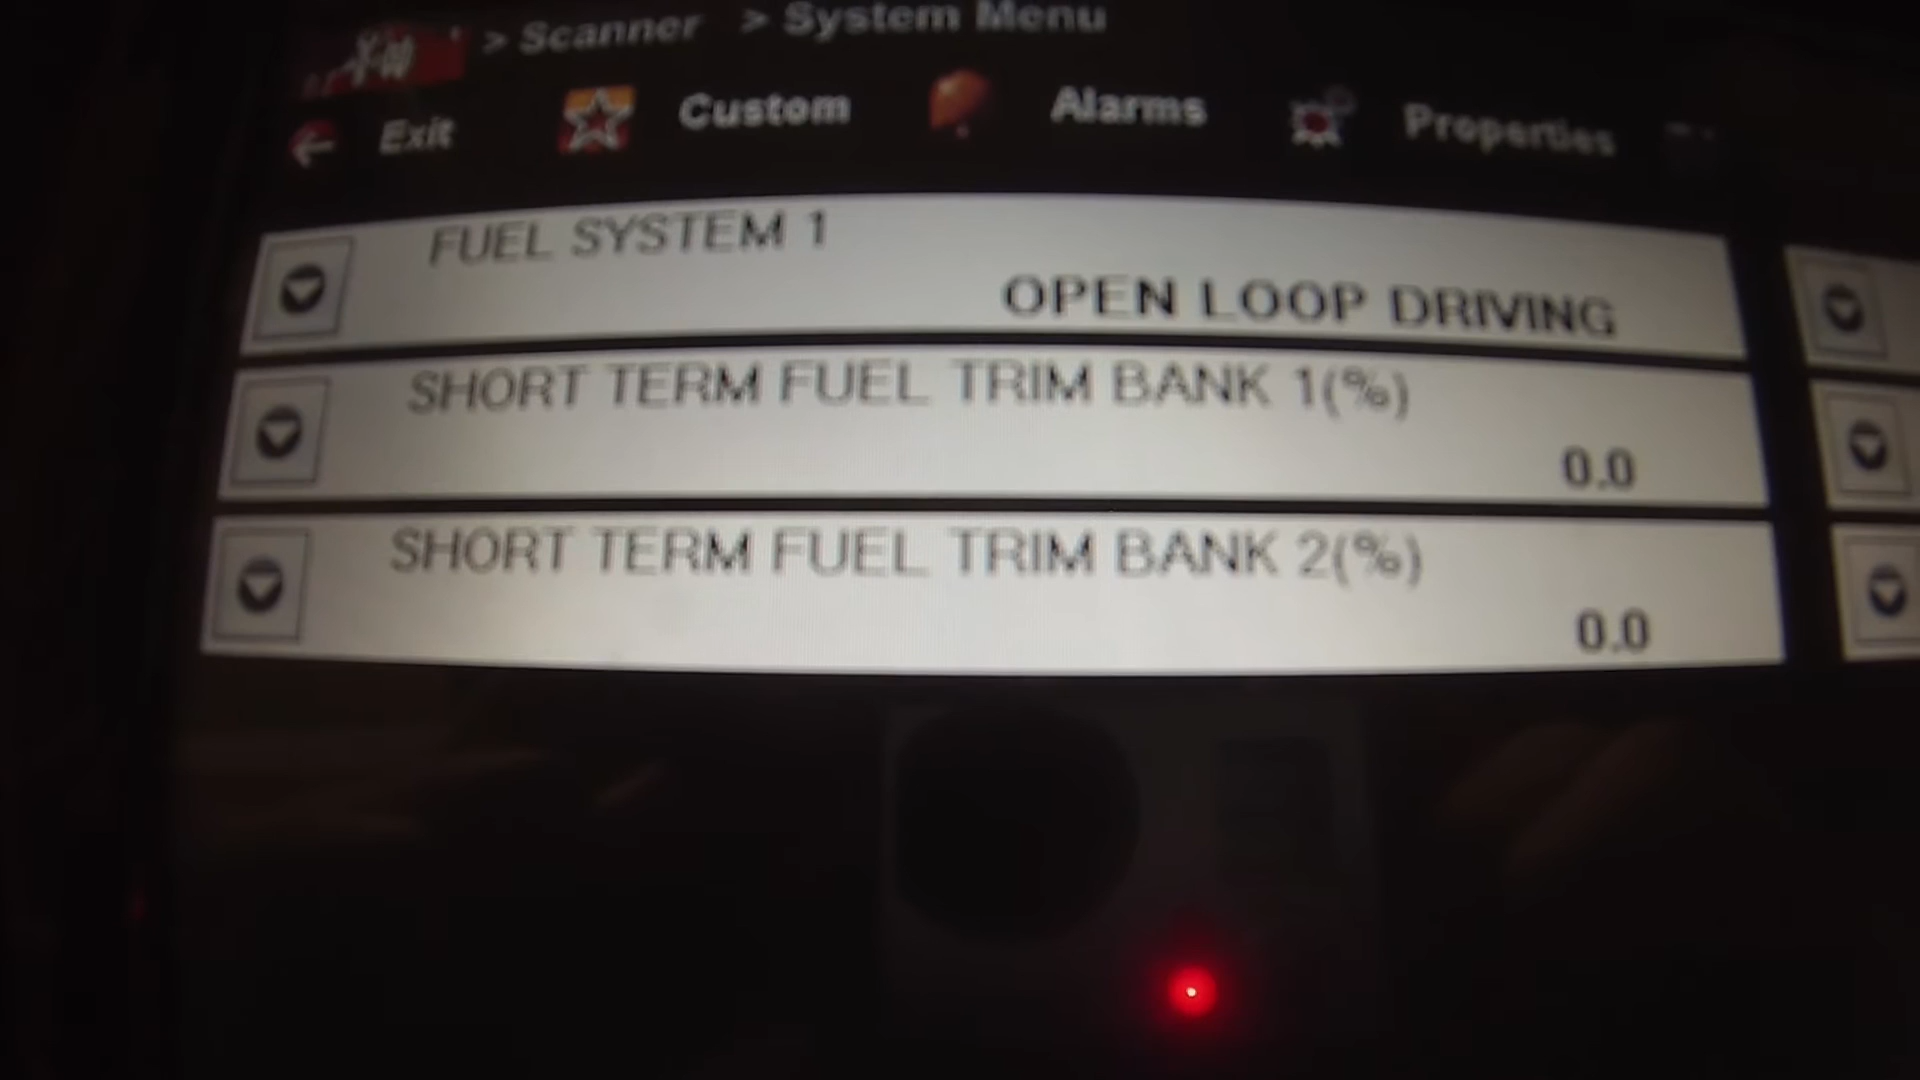 > Scanner > System Menu
Exit Custom Alarms Properties
FUEL SYSTEM 1
OPEN LOOP DRIVING
SHORT TERM FUEL TRIM BANK 1(%)
0.0
SHORT TERM FUEL TRIM BANK 2(%)
0.0